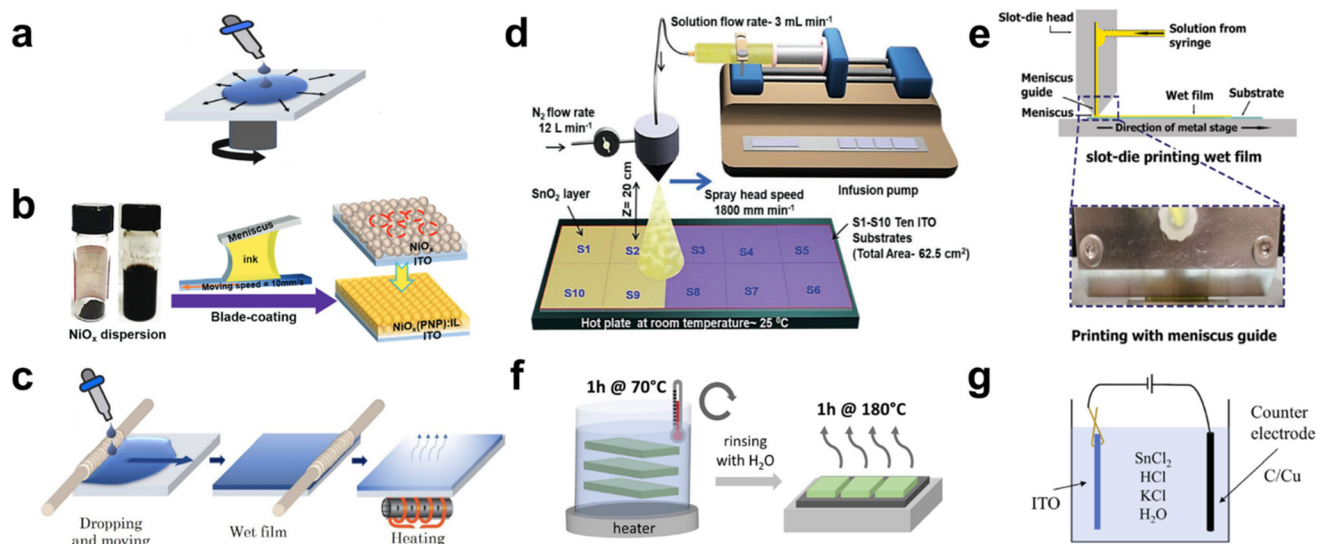 a
b
Meniscus
ink
Moving speed = 10mm/s
Blade-coating
NiOₓ dispersion
NiOₓ
ITO
NiOₓ(PNP):IL
ITO
c
Dropping
and moving
Wet film
Heating
d
Solution flow rate- 3 mL min⁻¹
N₂ flow rate
12 L min⁻¹
Z= 20 cm
SnO₂ layer
Spray head speed
1800 mm min⁻¹
Infusion pump
S1-S10 Ten ITO
Substrates
(Total Area- 62.5 cm²)
S1 S2 S3 S4 S5
S10 S9 S8 S7 S6
Hot plate at room temperature~ 25 ⁰C
e
Slot-die head
Solution from
syringe
Meniscus
guide
Meniscus
Wet film
Substrate
Direction of metal stage
slot-die printing wet film
Printing with meniscus guide
f
1h @ 70°C
heater
rinsing
with H₂O
1h @ 180°C
g
ITO
SnCl₂
HCl
KCl
H₂O
Counter
electrode
C/Cu